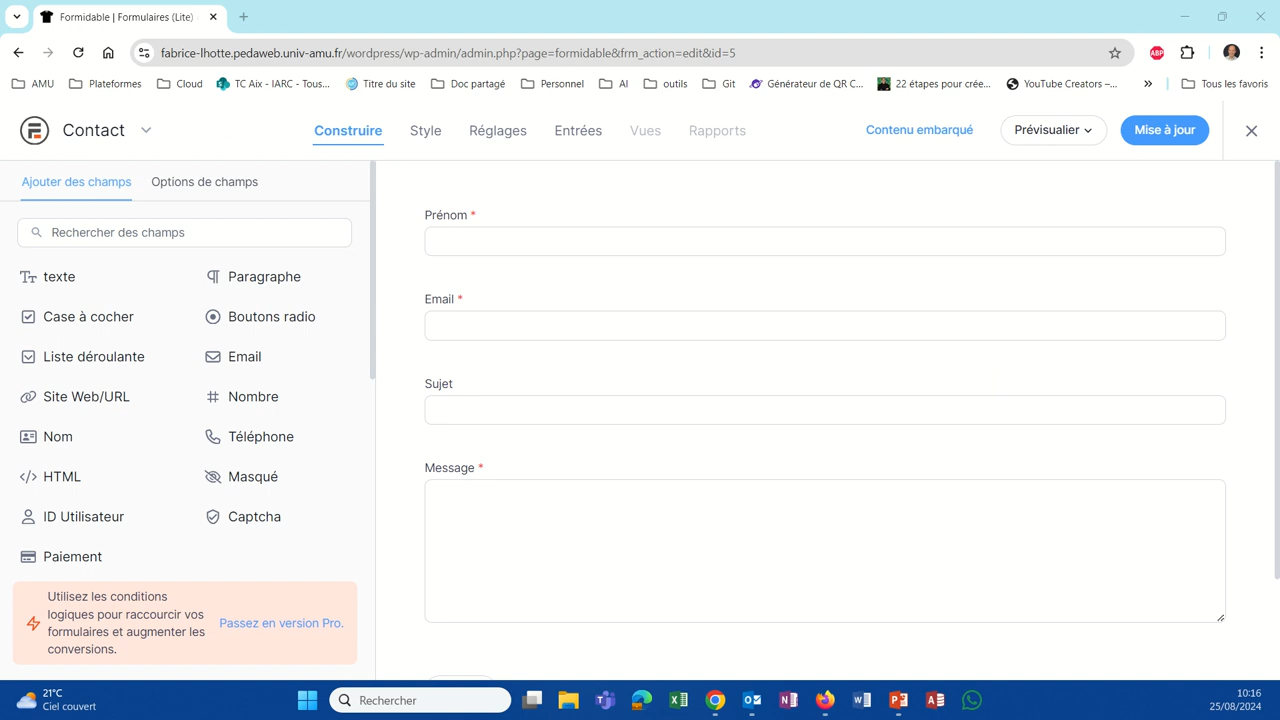 Formidable | Formulaires (Lite)
fabrice-lhotte.pedaweb.univ-amu.fr/wordpress/wp-admin/admin.php?page=formidable&frm_action=edit&id=5
ABP
AMU
Plateformes
Cloud
TC Aix - IARC - Tous...
Titre du site
Doc partagé
Personnel
AI
outils
Git
Générateur de QR C...
22 étapes pour crée...
YouTube Creators –...
»
Tous les favoris
Contact
Construire
Style
Réglages
Entrées
Vues
Rapports
Contenu embarqué
Prévisualier
Mise à jour
Ajouter des champs
Options de champs
Rechercher des champs
texte
Paragraphe
Case à cocher
Boutons radio
Liste déroulante
Email
Site Web/URL
Nombre
Nom
Téléphone
HTML
Masqué
ID Utilisateur
Captcha
Paiement
Utilisez les conditions
logiques pour raccourcir vos
formulaires et augmenter les
conversions.
Passez en version Pro.
Prénom *
Email *
Sujet
Message *
21°C
Ciel couvert
Rechercher
10:16
25/08/2024